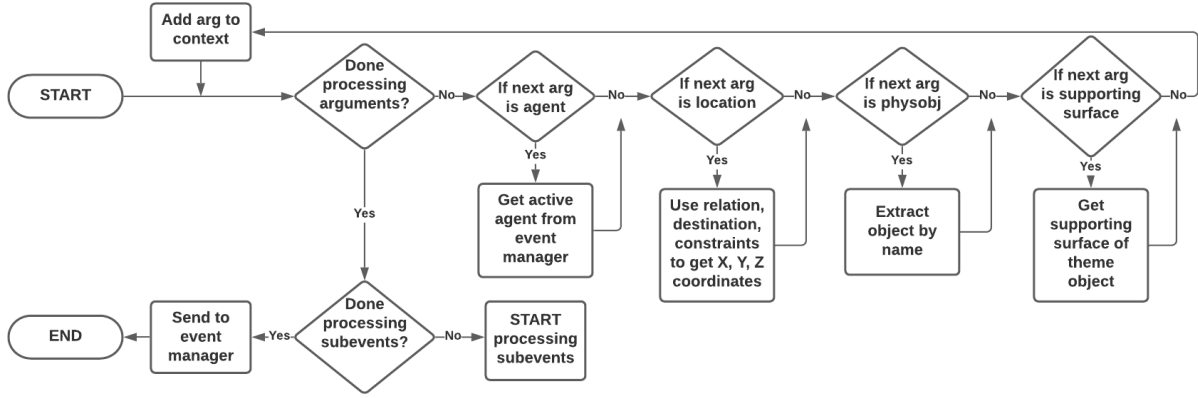 Add arg to
context
START
Done
processing
arguments?
No
If next arg
is agent
No
If next arg
is location
No
If next arg
is physobj
No
If next arg
is supporting
surface
No
Yes
Yes
Yes
Yes
Yes
Get active
agent from
event
manager
Use relation,
destination,
constraints
to get X, Y, Z
coordinates
Extract
object by
name
Get
supporting
surface of
theme
object
END
Send to
event
manager
Yes
Done
processing
subevents?
No
START
processing
subevents